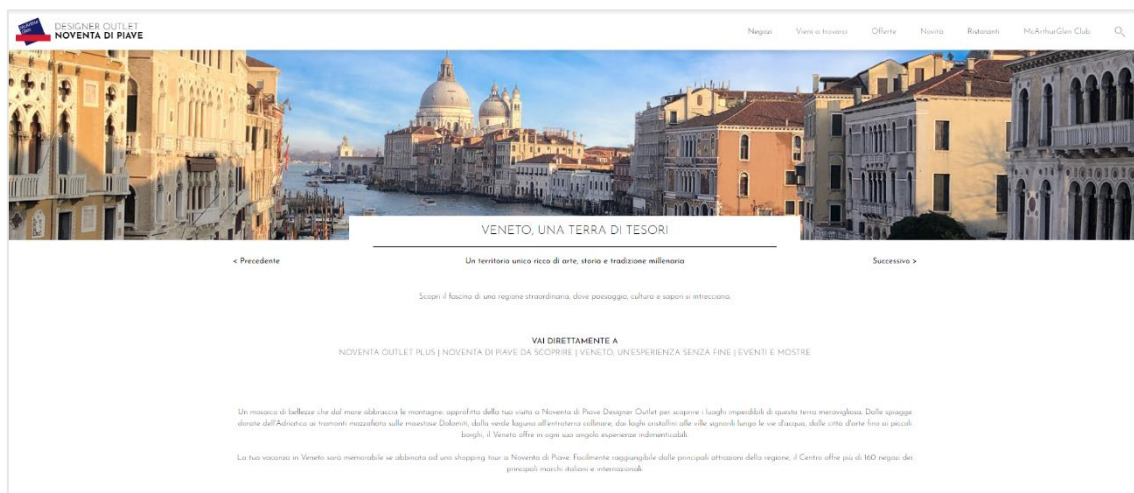 DESIGNER OUTLET
NOVENTA DI PIAVE
Negozi Vieni a trovarci Offerte Novità Ristoranti McArthurGlen Club
VENETO, UNA TERRA DI TESORI
< Precedente Un territorio unico ricco di arte, storia e tradizione millenaria Successivo >
Scopri il fascino di una regione straordinaria, dove paesaggio, cultura e sapori si intrecciano.
VAI DIRETTAMENTE A
NOVENTA OUTLET PLUS | NOVENTA DI PIAVE DA SCOPRIRE | VENETO, UN'ESPERIENZA SENZA FINE | EVENTI E MOSTRE
Un mosaico di bellezze che dal mare abbraccia le montagne: approfitta della tua visita a Noventa di Piave Designer Outlet per scoprire i luoghi imperdibili di questa terra meravigliosa. Dalle spiagge
dorate dell'Adriatico ai tramonti mozzafiato sulle maestose Dolomiti, dalla verde laguna all'entroterra collinare, dai laghi cristallini alle ville signorili lungo le vie d'acqua, dalle città d'arte fino ai piccoli
borghi, il Veneto offre in ogni suo angolo esperienze indimenticabili.
La tua vacanza in Veneto sarà memorabile se abbinata ad uno shopping tour a Noventa di Piave. Facilmente raggiungibile dalle principali attrazioni della regione, il Centro offre più di 160 negozi dei
principali marchi italiani e internazionali.